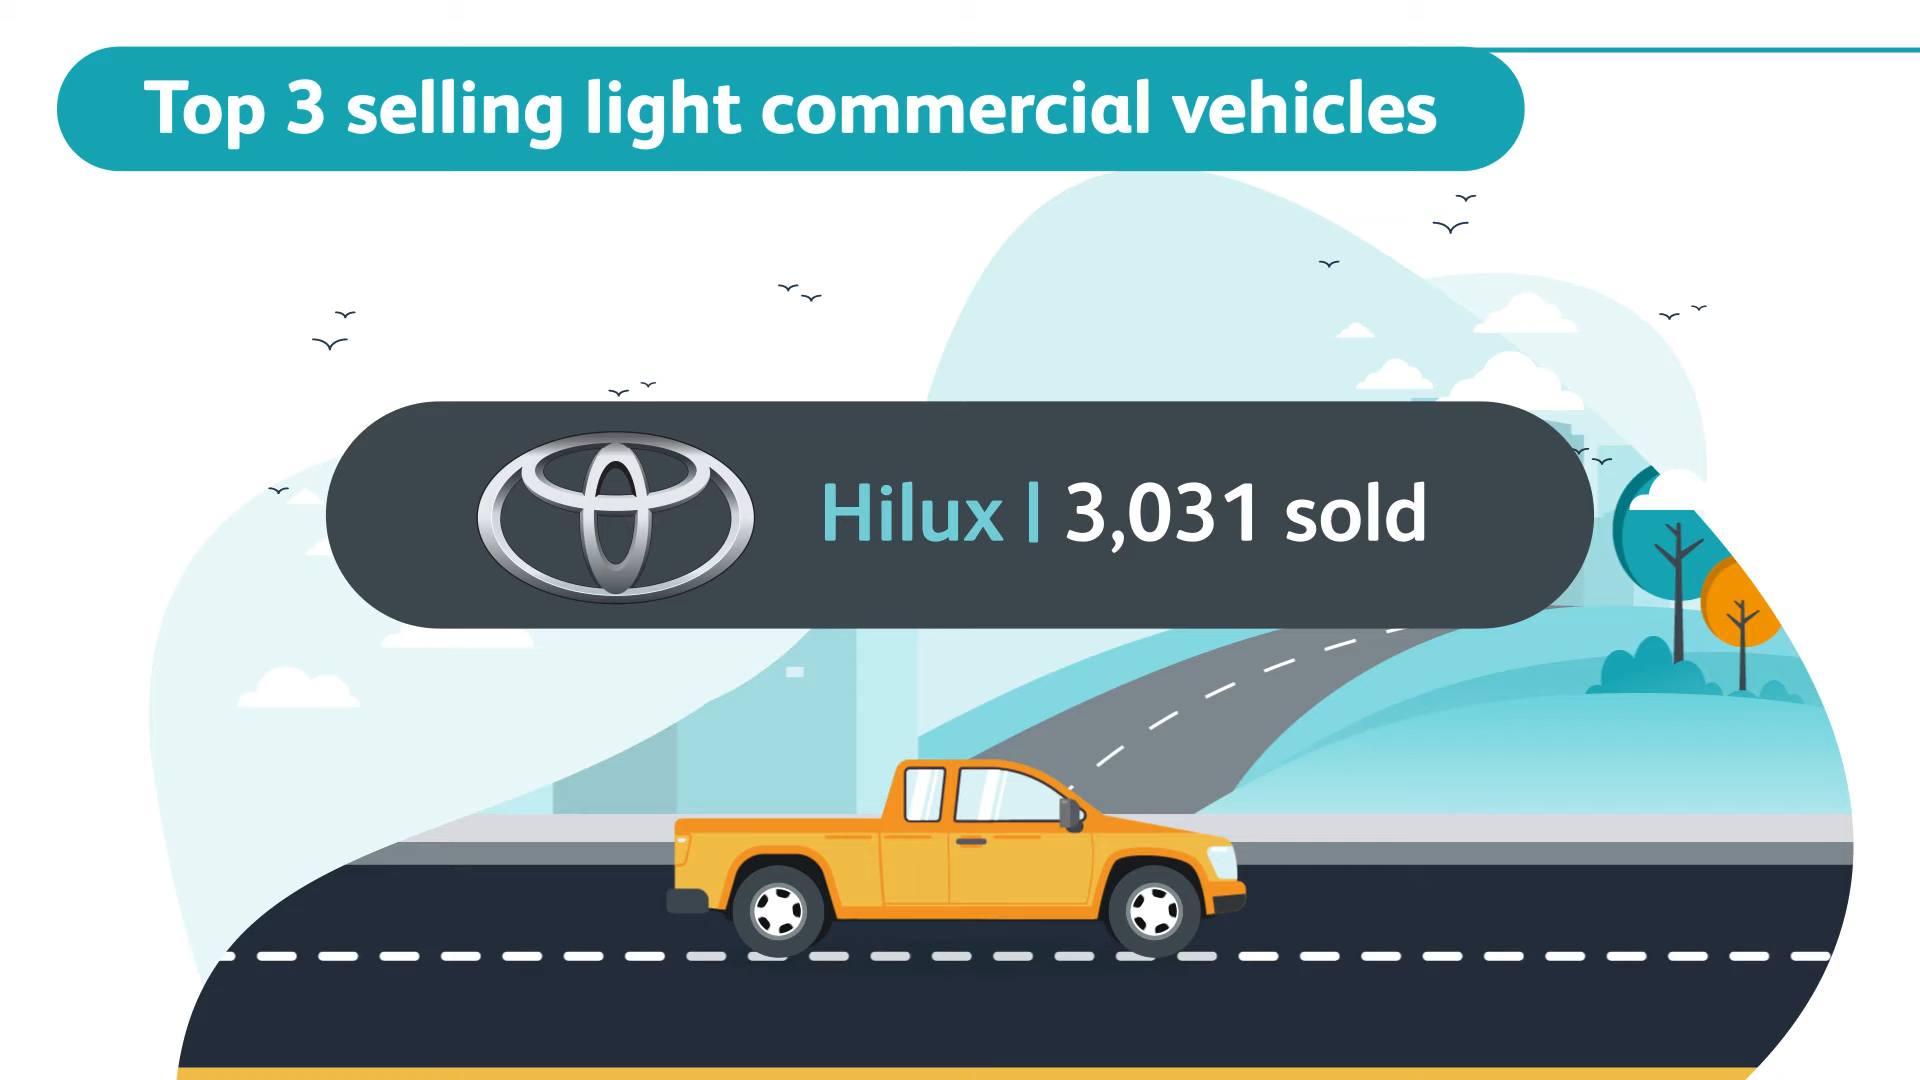 Top 3 selling light commercial vehicles
Hilux | 3,031 sold